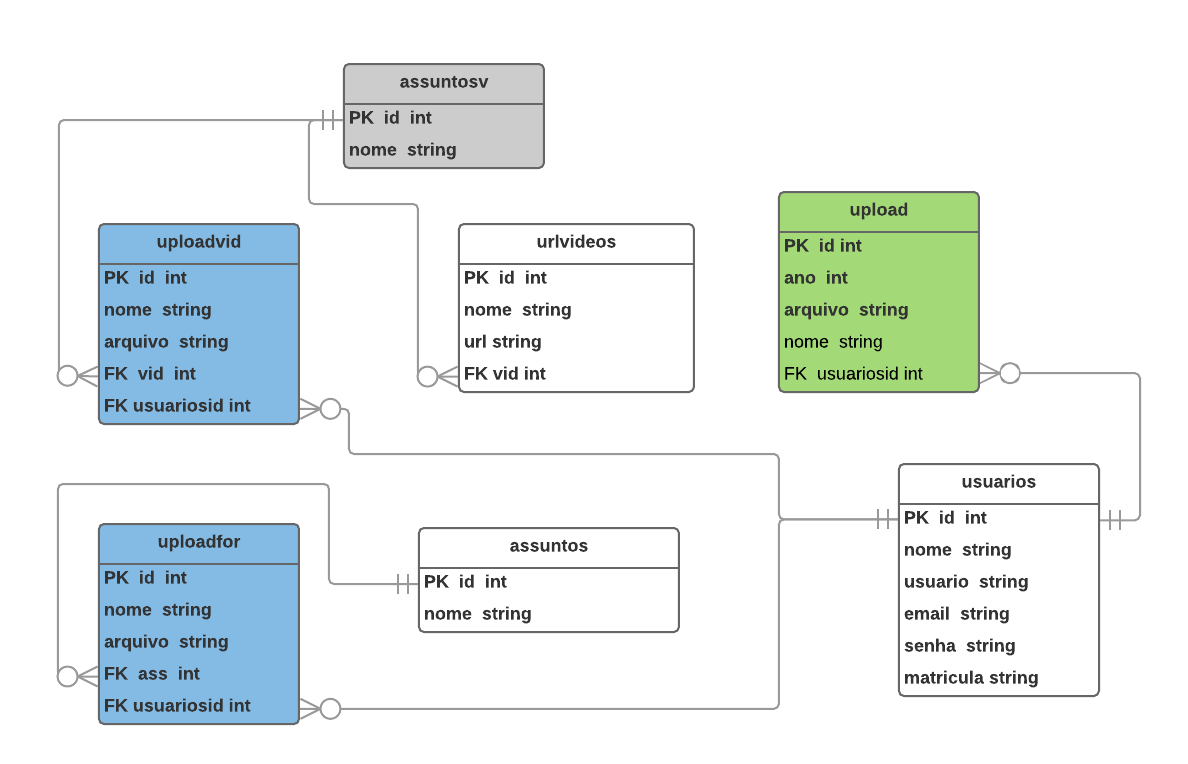 assuntosv
PK id int
nome string
uploadvid
PK id int
nome string
arquivo string
FK vid int
FK usuariosid int
urlvideos
PK id int
nome string
url string
FK vid int
upload
PK id int
ano int
arquivo string
nome string
FK usuariosid int
uploadfor
PK id int
nome string
arquivo string
FK ass int
FK usuariosid int
assuntos
PK id int
nome string
usuarios
PK id int
nome string
usuario string
email string
senha string
matricula string